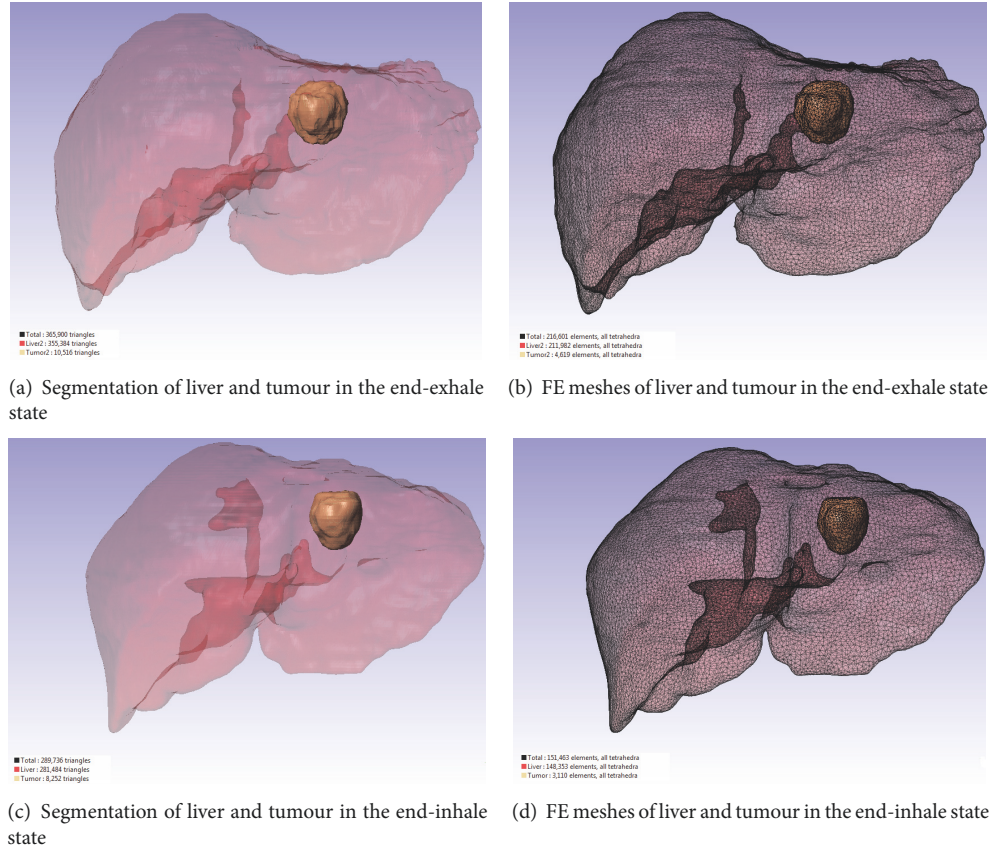 Total : 365,900 triangles
Liver2 : 355,384 triangles
Tumor2 : 10,516 triangles
Total : 216,601 elements, all tetrahedra
Liver2 : 211,982 elements, all tetrahedra
Tumor2 : 4,619 elements, all tetrahedra
(a) Segmentation of liver and tumour in the end-exhale
state
(b) FE meshes of liver and tumour in the end-exhale state
Total : 289,736 triangles
Liver : 281,484 triangles
Tumor : 8,252 triangles
Total : 151,463 elements, all tetrahedra
Liver : 148,353 elements, all tetrahedra
Tumor : 3,110 elements, all tetrahedra
(c) Segmentation of liver and tumour in the end-inhale
state
(d) FE meshes of liver and tumour in the end-inhale state